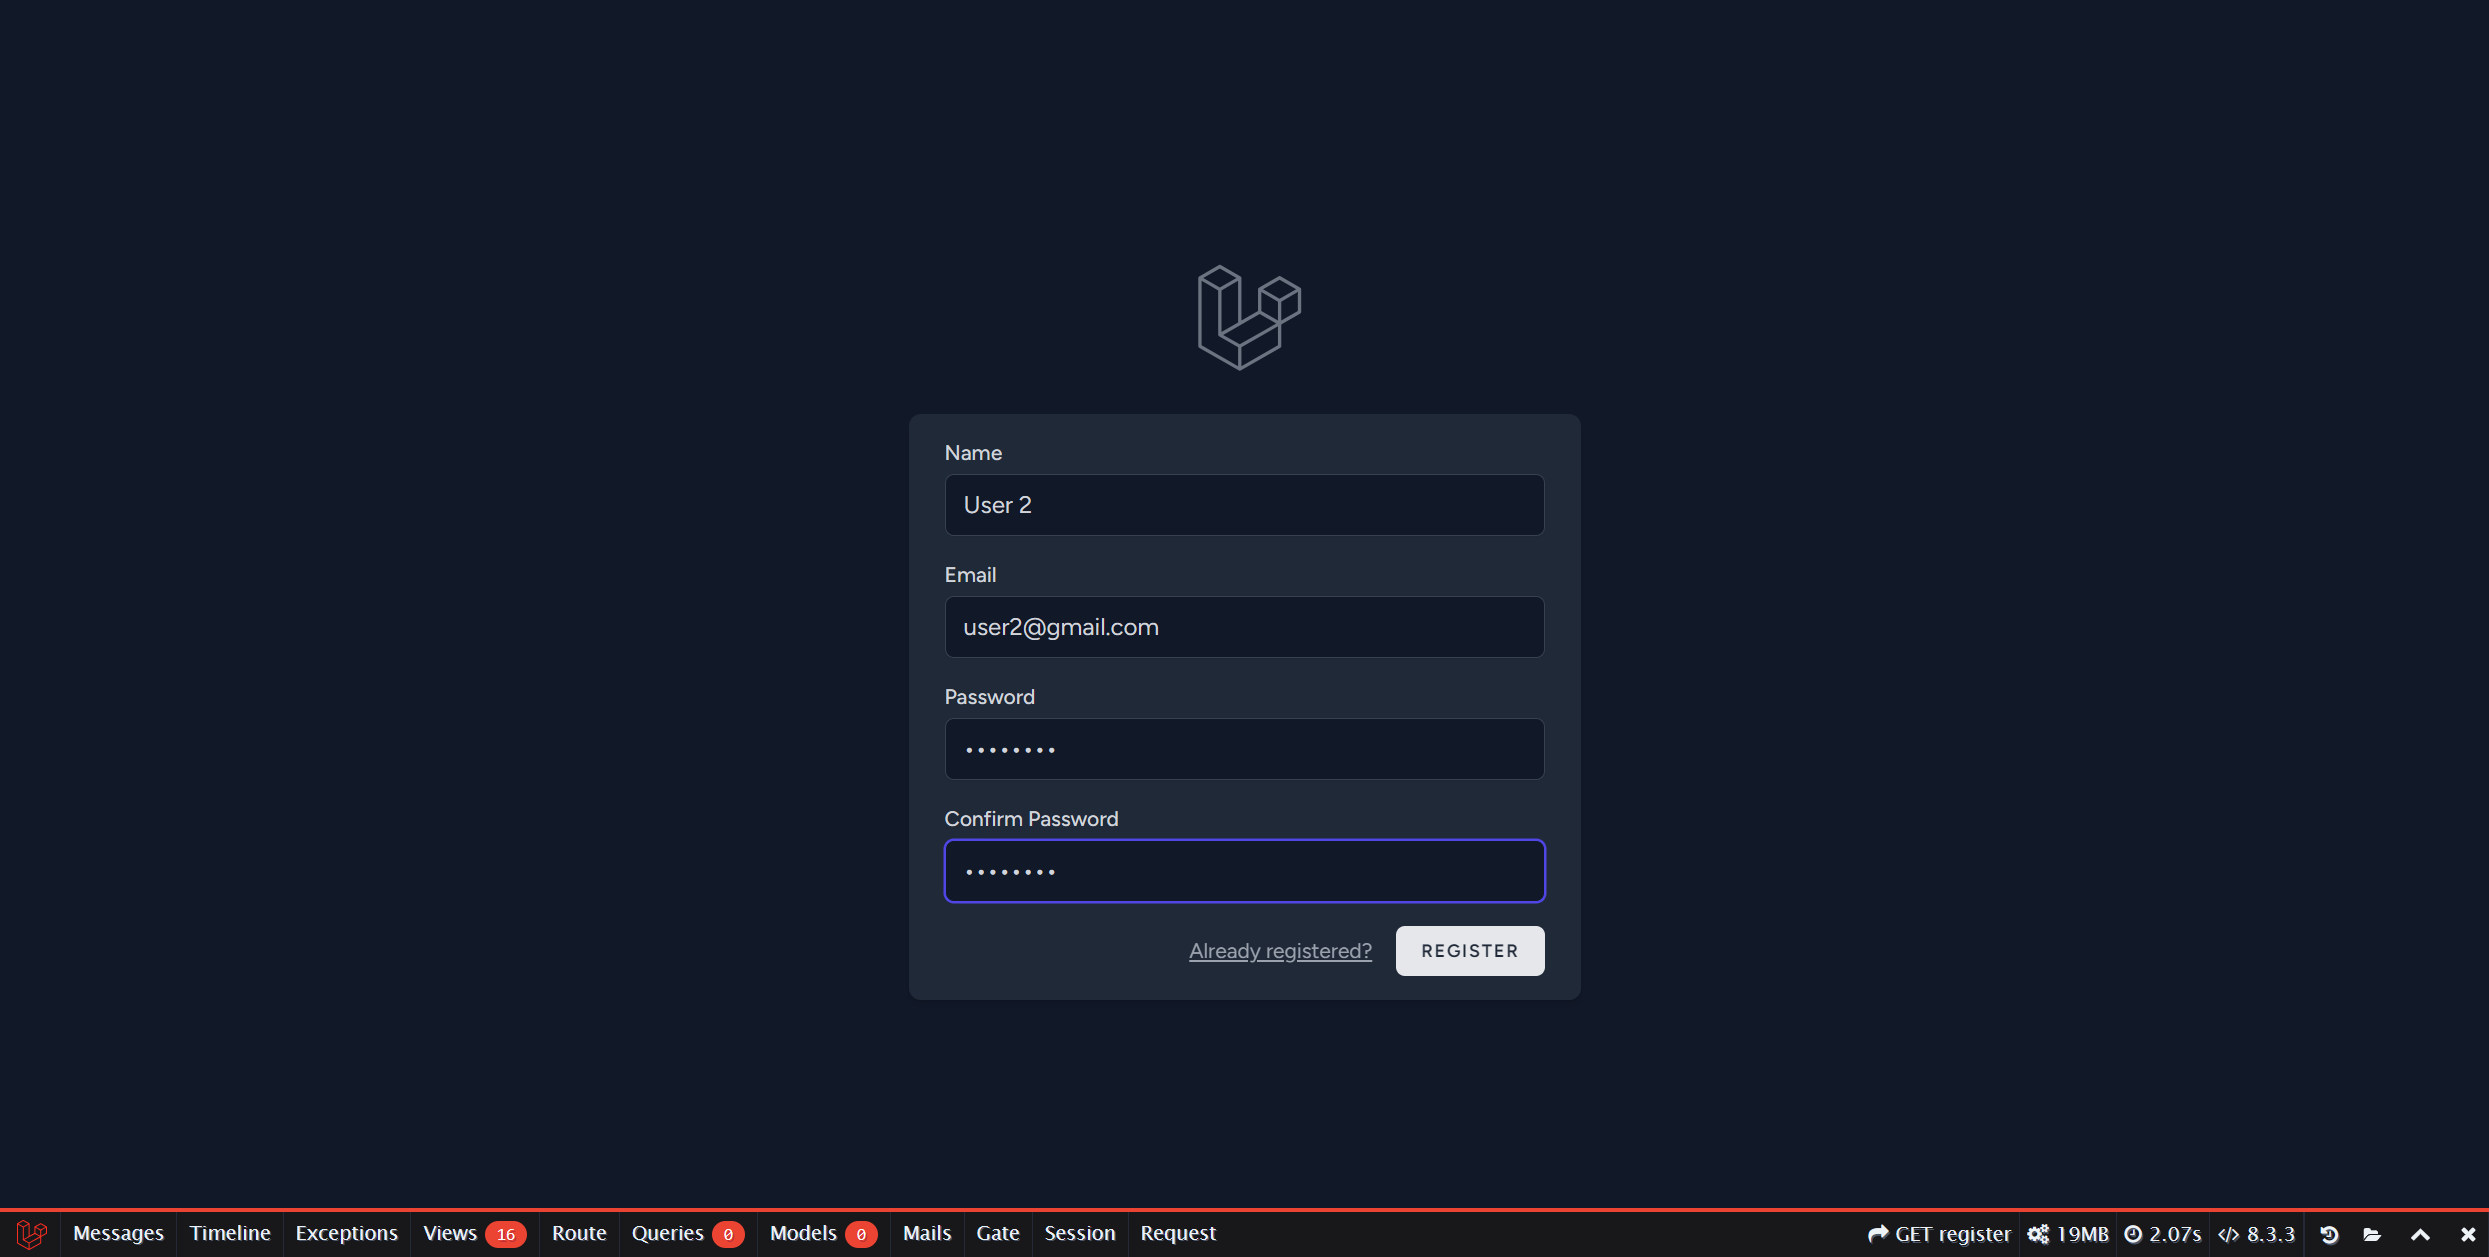 Name
User 2
Email
user2@gmail.com
Password
••••••••
Confirm Password
••••••••
Already registered? REGISTER
Messages Timeline Exceptions Views 16 Route Queries 0 Models 0 Mails Gate Session Request GET register 19MB 2.07s </> 8.3.3